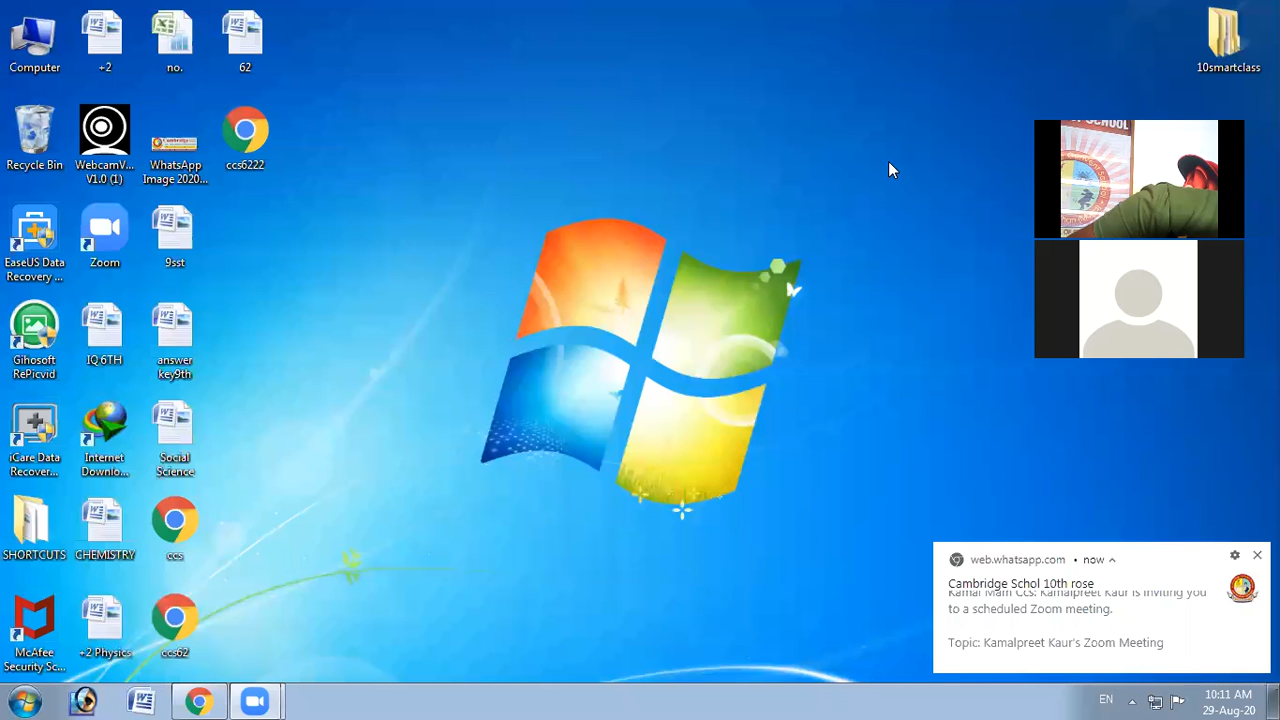 Computer
+2
no.
62
10smartclass
SCHOOL
Recycle Bin
WebcamV...
V1.0 (1)
WhatsApp
Image 2020...
ccs6222
EaseUS Data
Recovery ...
Zoom
9sst
Gihosoft
RePicvid
IQ.6TH
answer
key9th
iCare Data
Recover...
Internet
Downlo...
Social
Science
SHORTCUTS
CHEMISTRY
ccs
McAfee
Security Sc...
+2 Physics
ccs62
web.whatsapp.com • now
Cambridge Schol 10th rose
Kamal Mam Ccs: Kamalpreet Kaur is inviting you
to a scheduled Zoom meeting.
Topic: Kamalpreet Kaur's Zoom Meeting
EN
10:11 AM
29-Aug-20